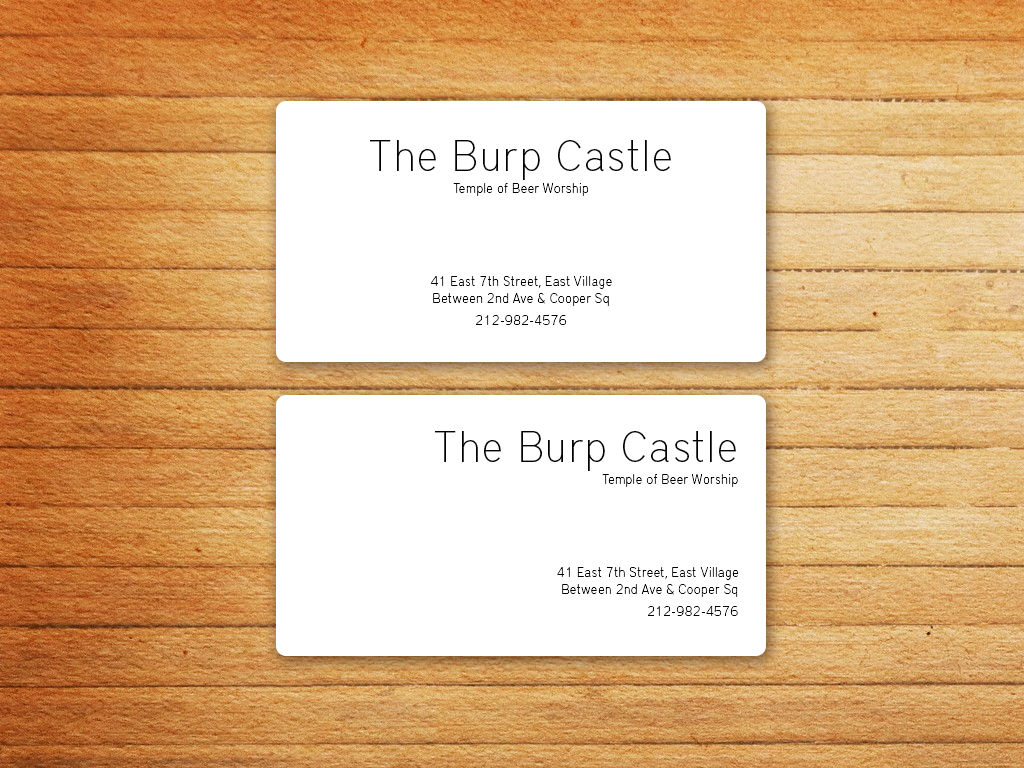 The Burp Castle
Temple of Beer Worship
41 East 7th Street, East Village
Between 2nd Ave & Cooper Sq
212-982-4576
The Burp Castle
Temple of Beer Worship
41 East 7th Street, East Village
Between 2nd Ave & Cooper Sq
212-982-4576